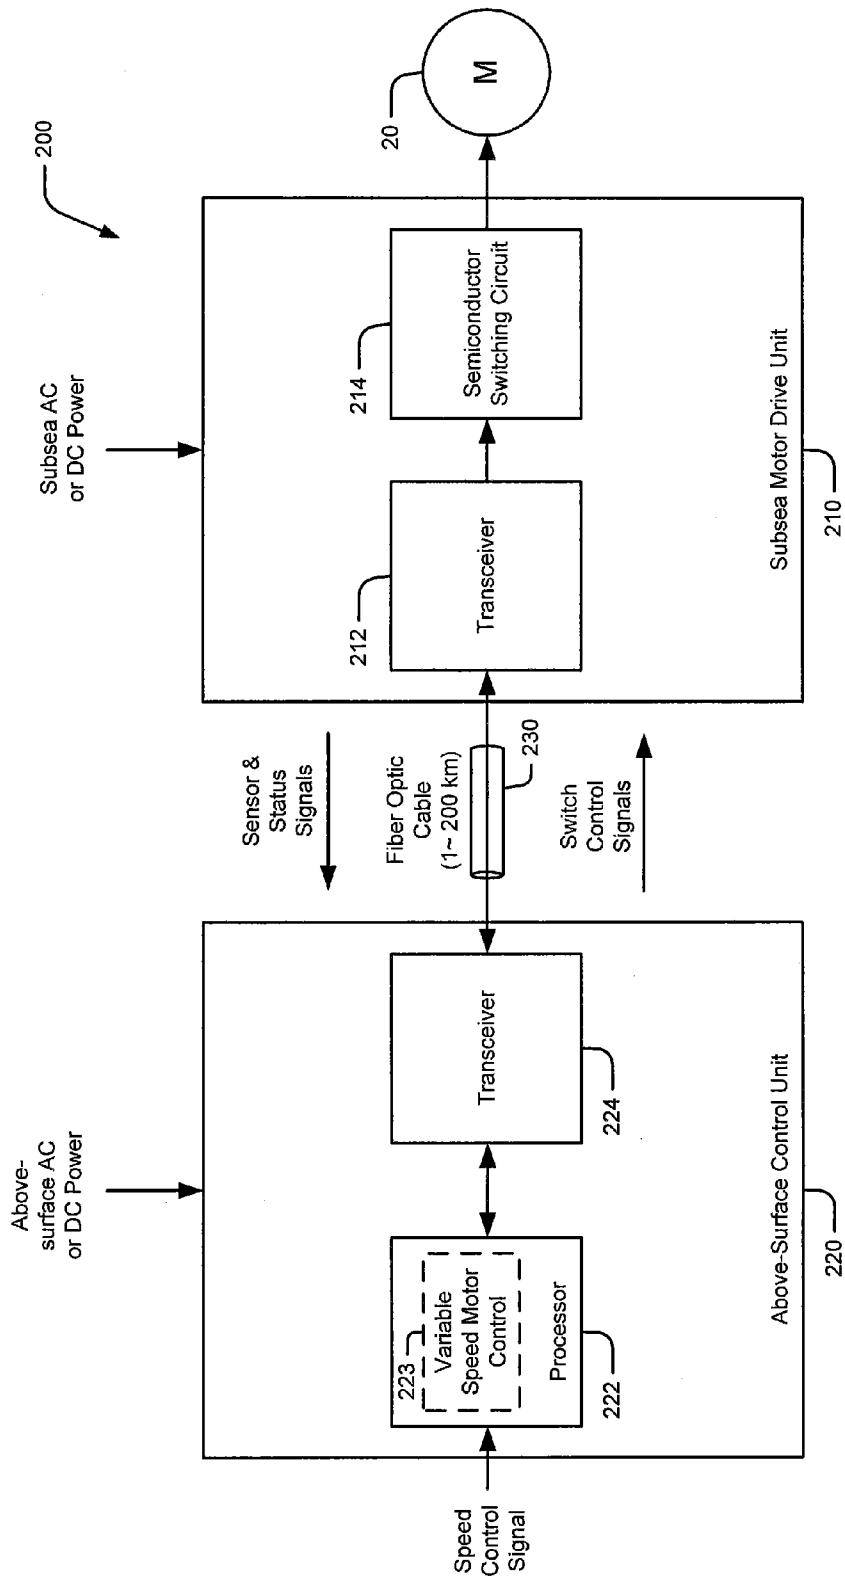 200
Above-
surface AC
or DC Power
Subsea AC
or DC Power
Speed
Control
Signal
223
Variable
Speed Motor
Control
Processor
222
Transceiver
224
Above-Surface Control Unit
220
Sensor &
Status
Signals
Fiber Optic
Cable
(1~ 200 km)
230
Switch
Control
Signals
212
Transceiver
214
Semiconductor
Switching Circuit
Subsea Motor Drive Unit
210
20
M